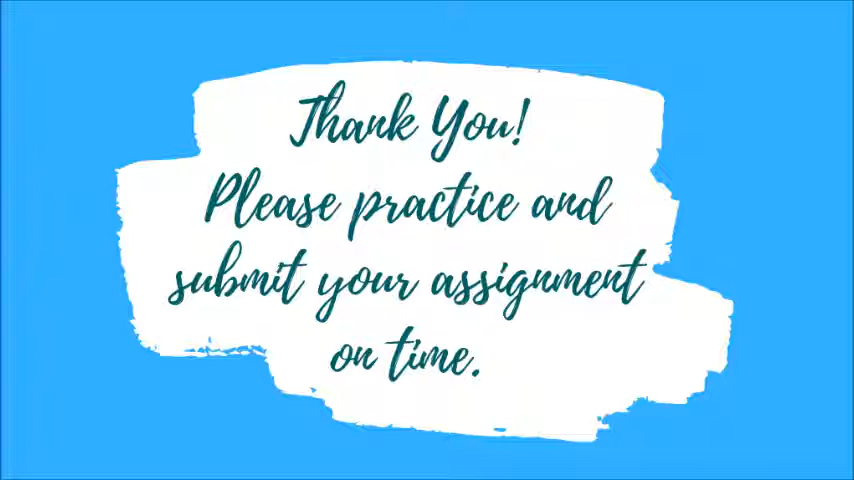 Thank You!
Please practice and
submit your assignment
on time.